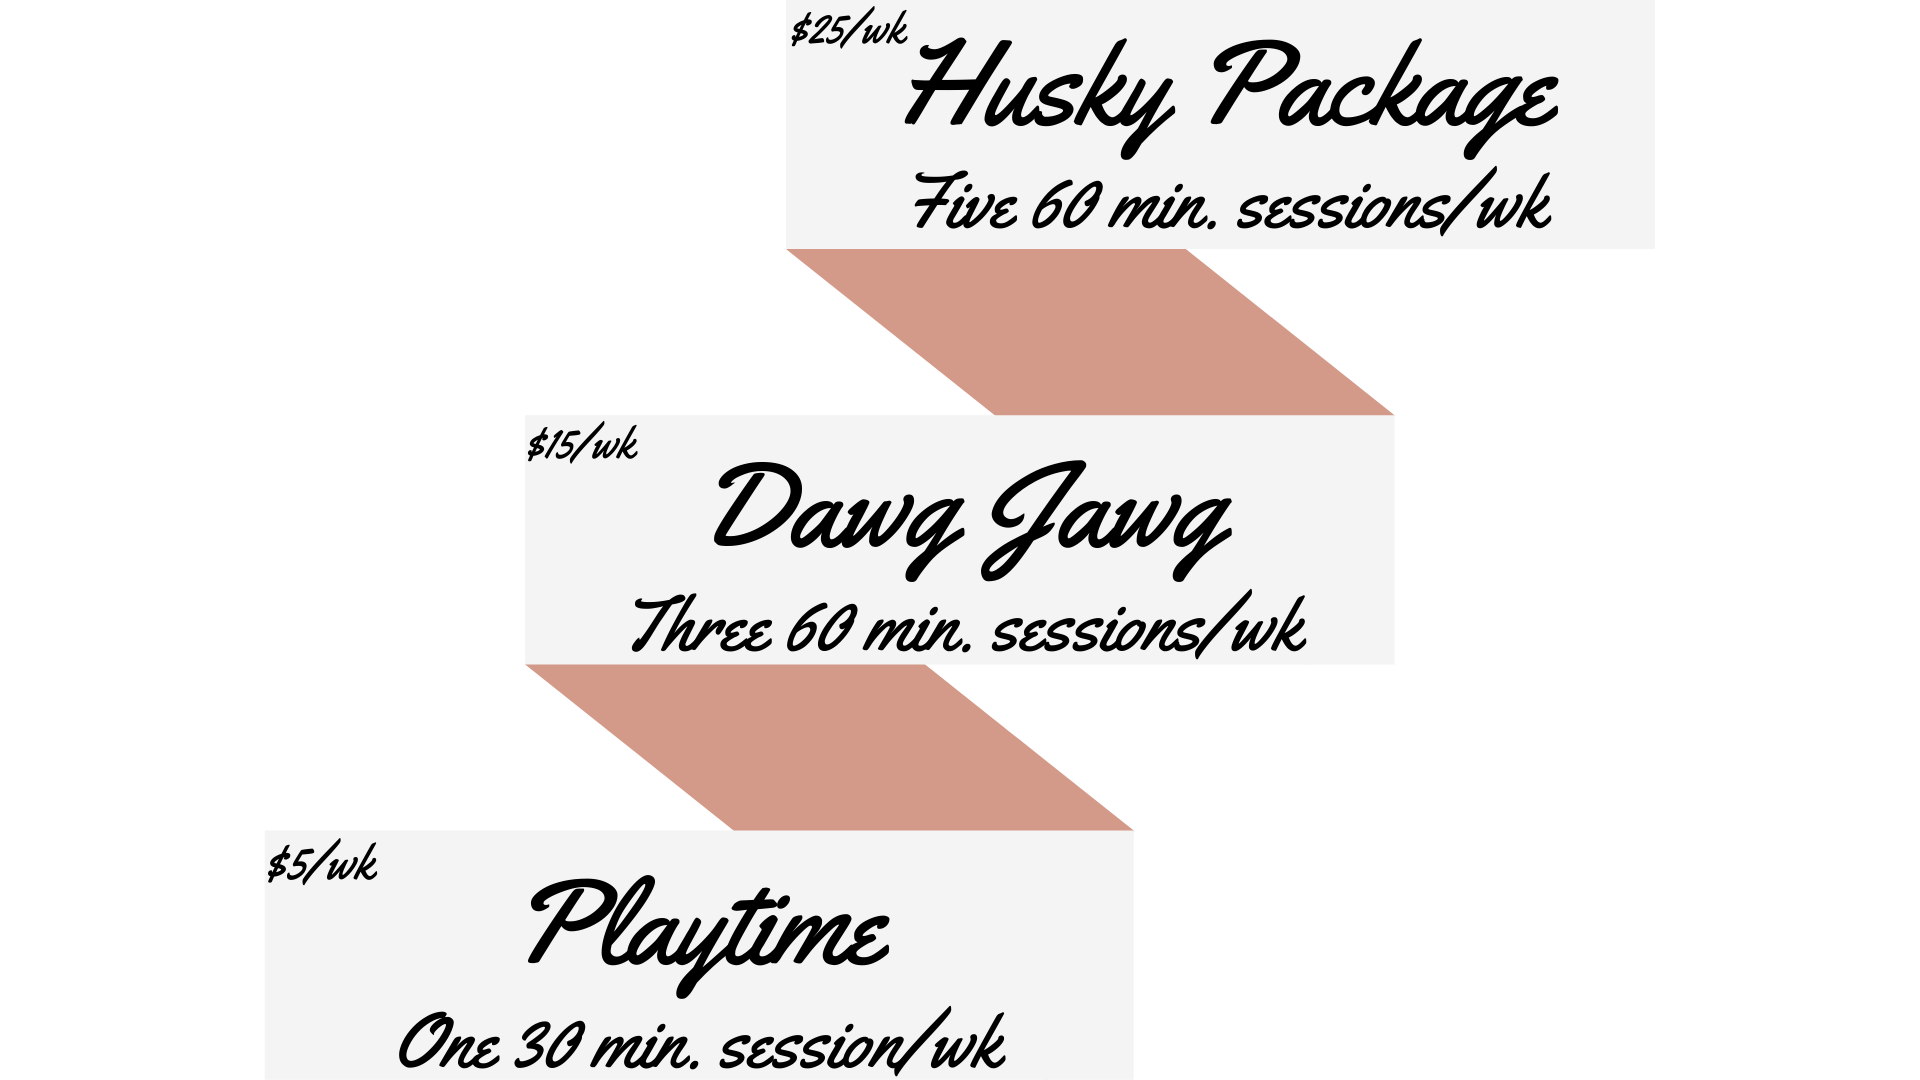 $25/wk
Husky Package
Five 60 min. sessions/wk
$15/wk
Dawg Jawg
Three 60 min. sessions/wk
$5/wk
Playtime
One 30 min. session/wk